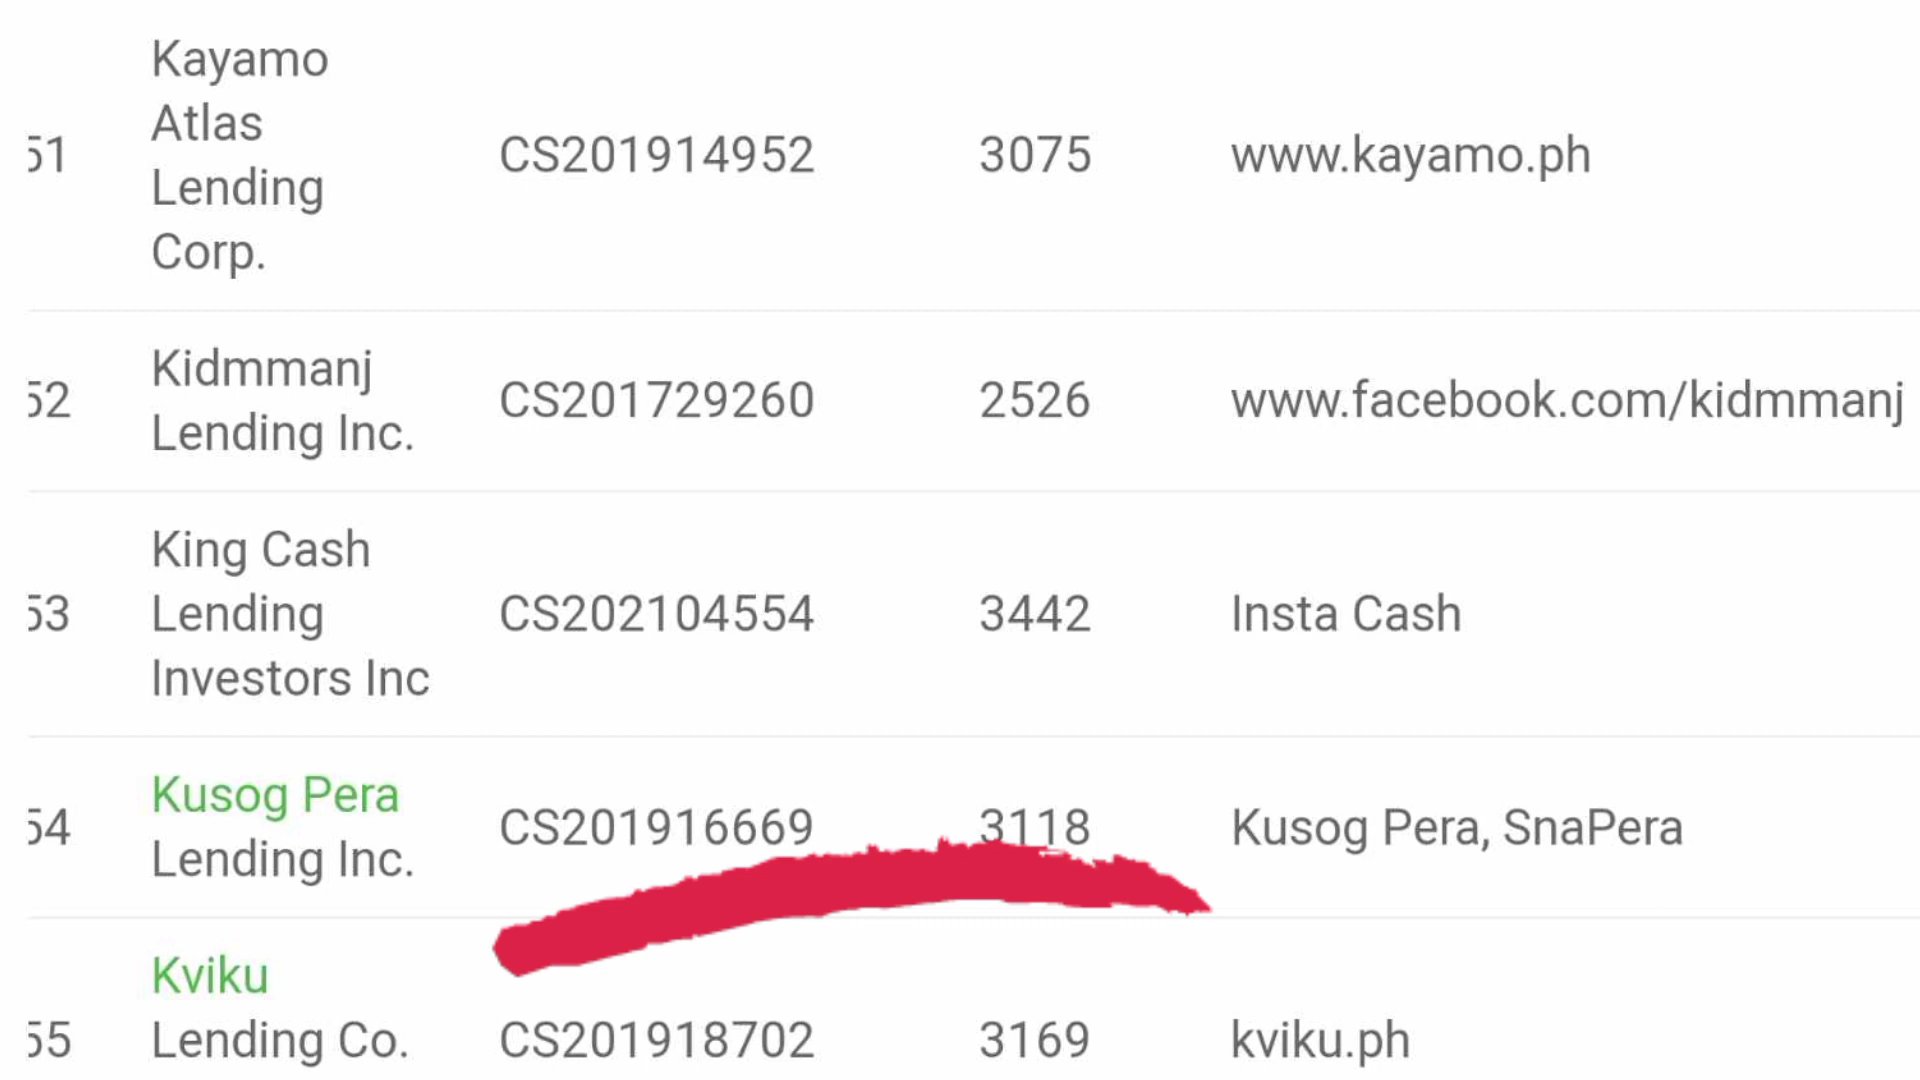 Kayamo
Atlas
Lending
Corp.
51 CS201914952 3075 www.kayamo.ph
Kidmmanj
Lending Inc.
52 CS201729260 2526 www.facebook.com/kidmmanj
King Cash
Lending
Investors Inc
53 CS202104554 3442 Insta Cash
Kusog Pera
Lending Inc.
54 CS201916669 3118 Kusog Pera, SnaPera
Kviku
Lending Co.
55 CS201918702 3169 kviku.ph